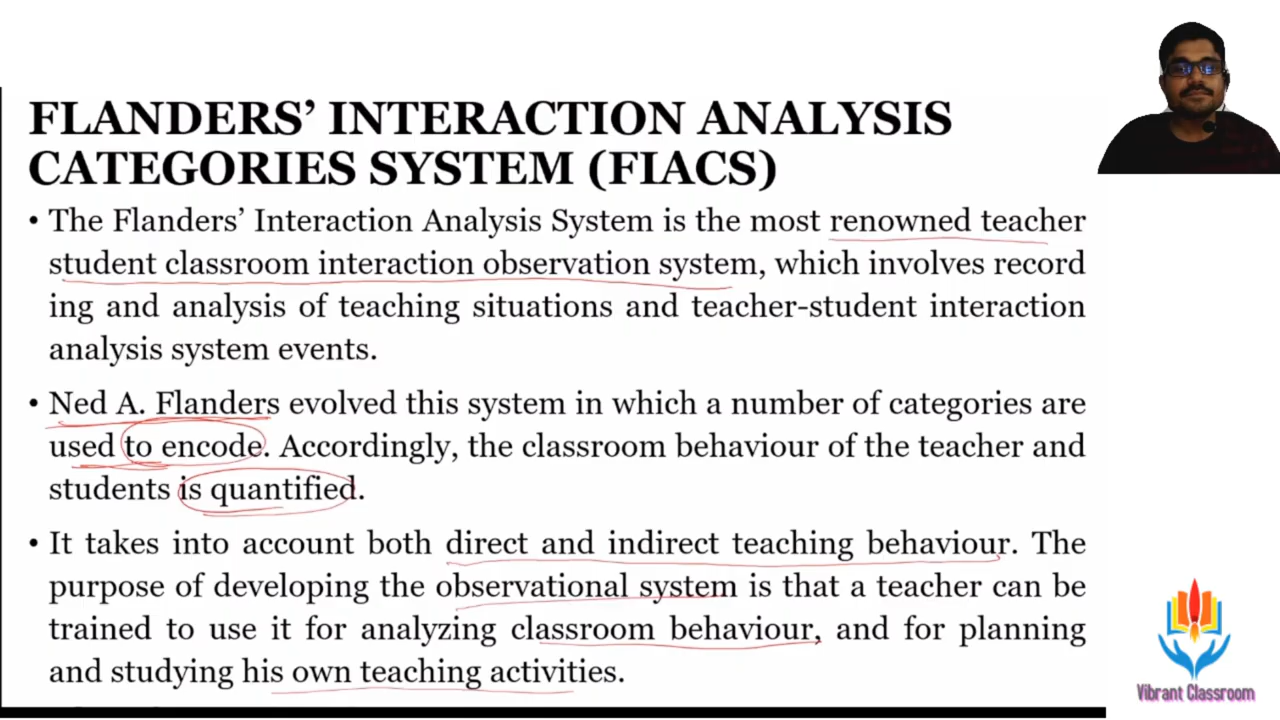 FLANDERS’ INTERACTION ANALYSIS
CATEGORIES SYSTEM (FIACS)
• The Flanders’ Interaction Analysis System is the most renowned teacher
student classroom interaction observation system, which involves record
ing and analysis of teaching situations and teacher-student interaction
analysis system events.
• Ned A. Flanders evolved this system in which a number of categories are
used to encode. Accordingly, the classroom behaviour of the teacher and
students is quantified.
• It takes into account both direct and indirect teaching behaviour. The
purpose of developing the observational system is that a teacher can be
trained to use it for analyzing classroom behaviour, and for planning
and studying his own teaching activities.
Vibrant Classroom